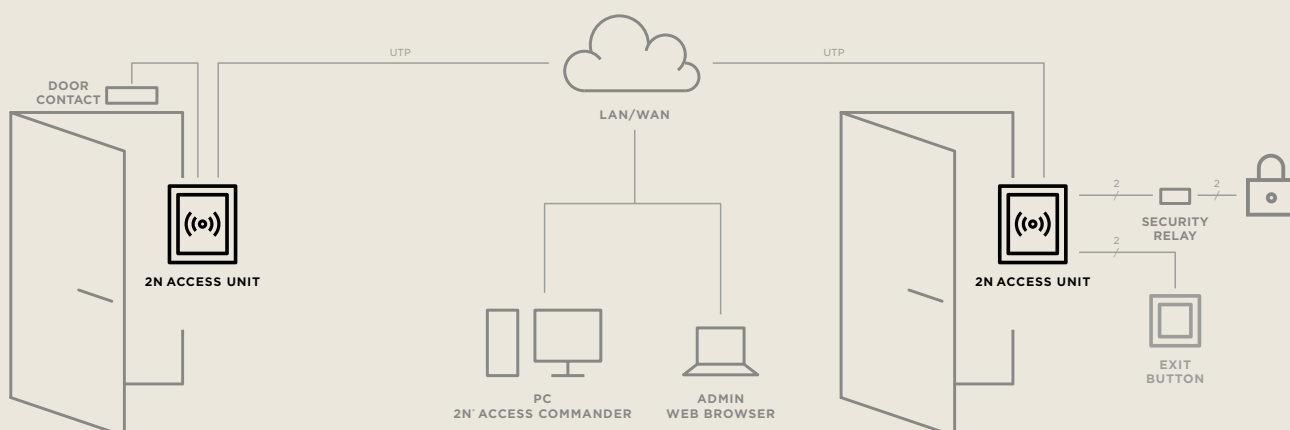 UTP
UTP
DOOR
CONTACT
LAN/WAN
2
2
SECURITY
RELAY
2
2N ACCESS UNIT
2N ACCESS UNIT
EXIT
BUTTON
PC
2N® ACCESS COMMANDER
ADMIN
WEB BROWSER